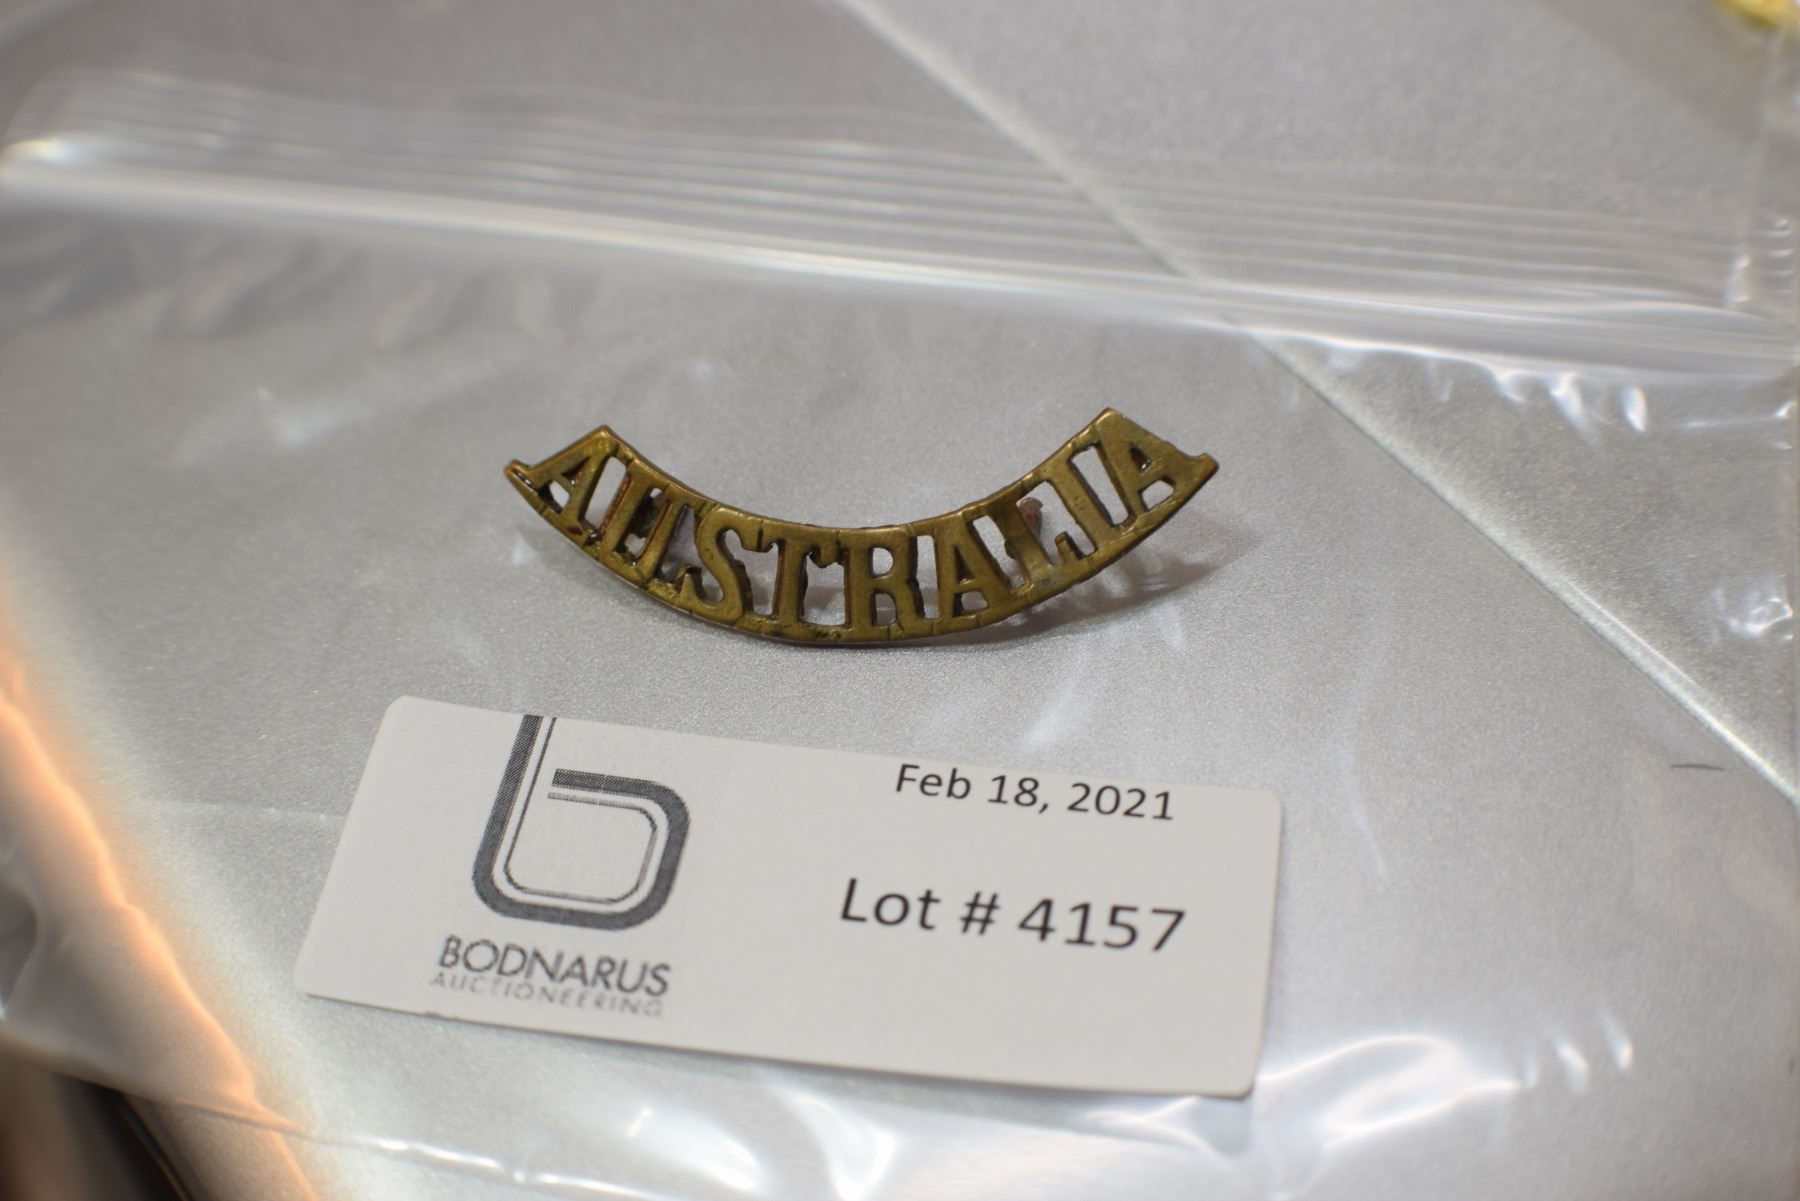 AUSTRALIA
Feb 18, 2021
Lot # 4157
BODNARUS
AUCTIONEERING